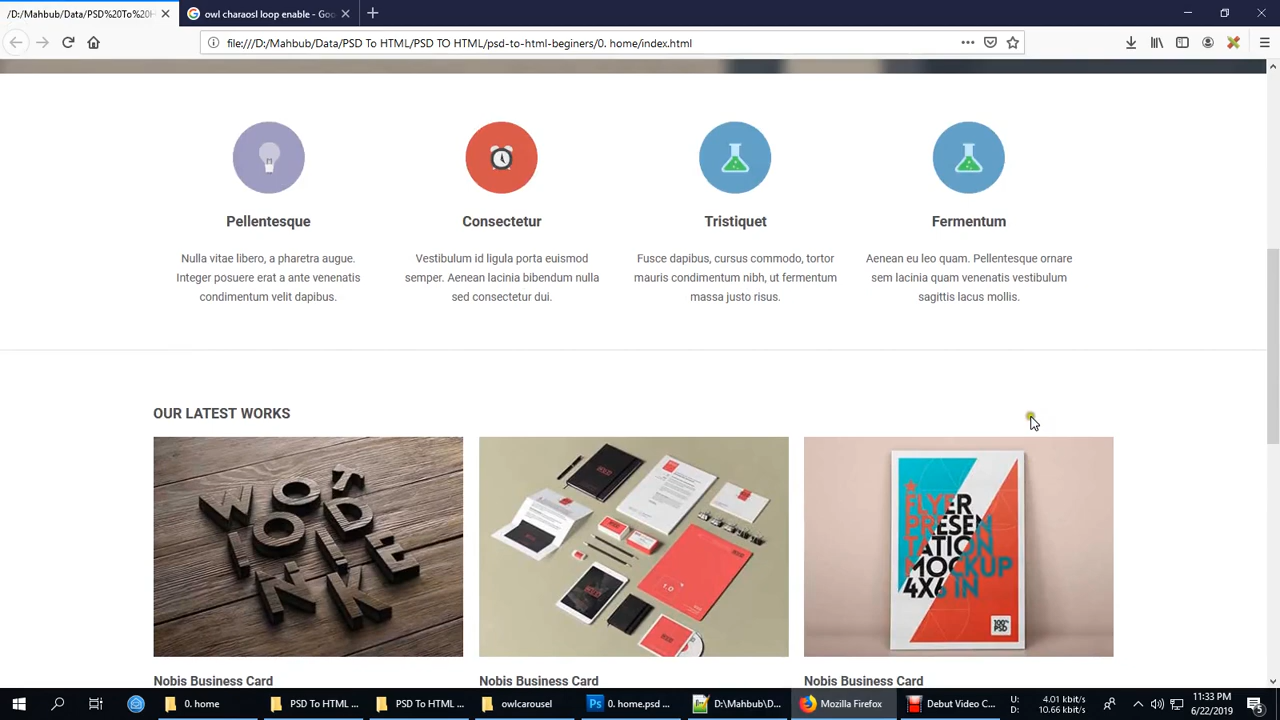 /D:/Mahbub/Data/PSD%20To%20H
owl charaosl loop enable - Goo
file:///D:/Mahbub/Data/PSD To HTML/PSD TO HTML/psd-to-html-beginers/0. home/index.html
Pellentesque
Consectetur
Tristiquet
Fermentum
Nulla vitae libero, a pharetra augue.
Integer posuere erat a ante venenatis
condimentum velit dapibus.
Vestibulum id ligula porta euismod
semper. Aenean lacinia bibendum nulla
sed consectetur dui.
Fusce dapibus, cursus commodo, tortor
mauris condimentum nibh, ut fermentum
massa justo risus.
Aenean eu leo quam. Pellentesque ornare
sem lacinia quam venenatis vestibulum
sagittis lacus mollis.
OUR LATEST WORKS
FLYER
PRESEN
TATION
MOCKUP
4X6 IN
100%
PSD
Nobis Business Card
Nobis Business Card
Nobis Business Card
0. home
PSD To HTML ...
PSD To HTML ...
owlcarousel
0. home.psd ...
D:\Mahbub\D...
Mozilla Firefox
Debut Video C...
U: 4.01 kbit/s
D: 10.66 kbit/s
11:33 PM
6/22/2019
5